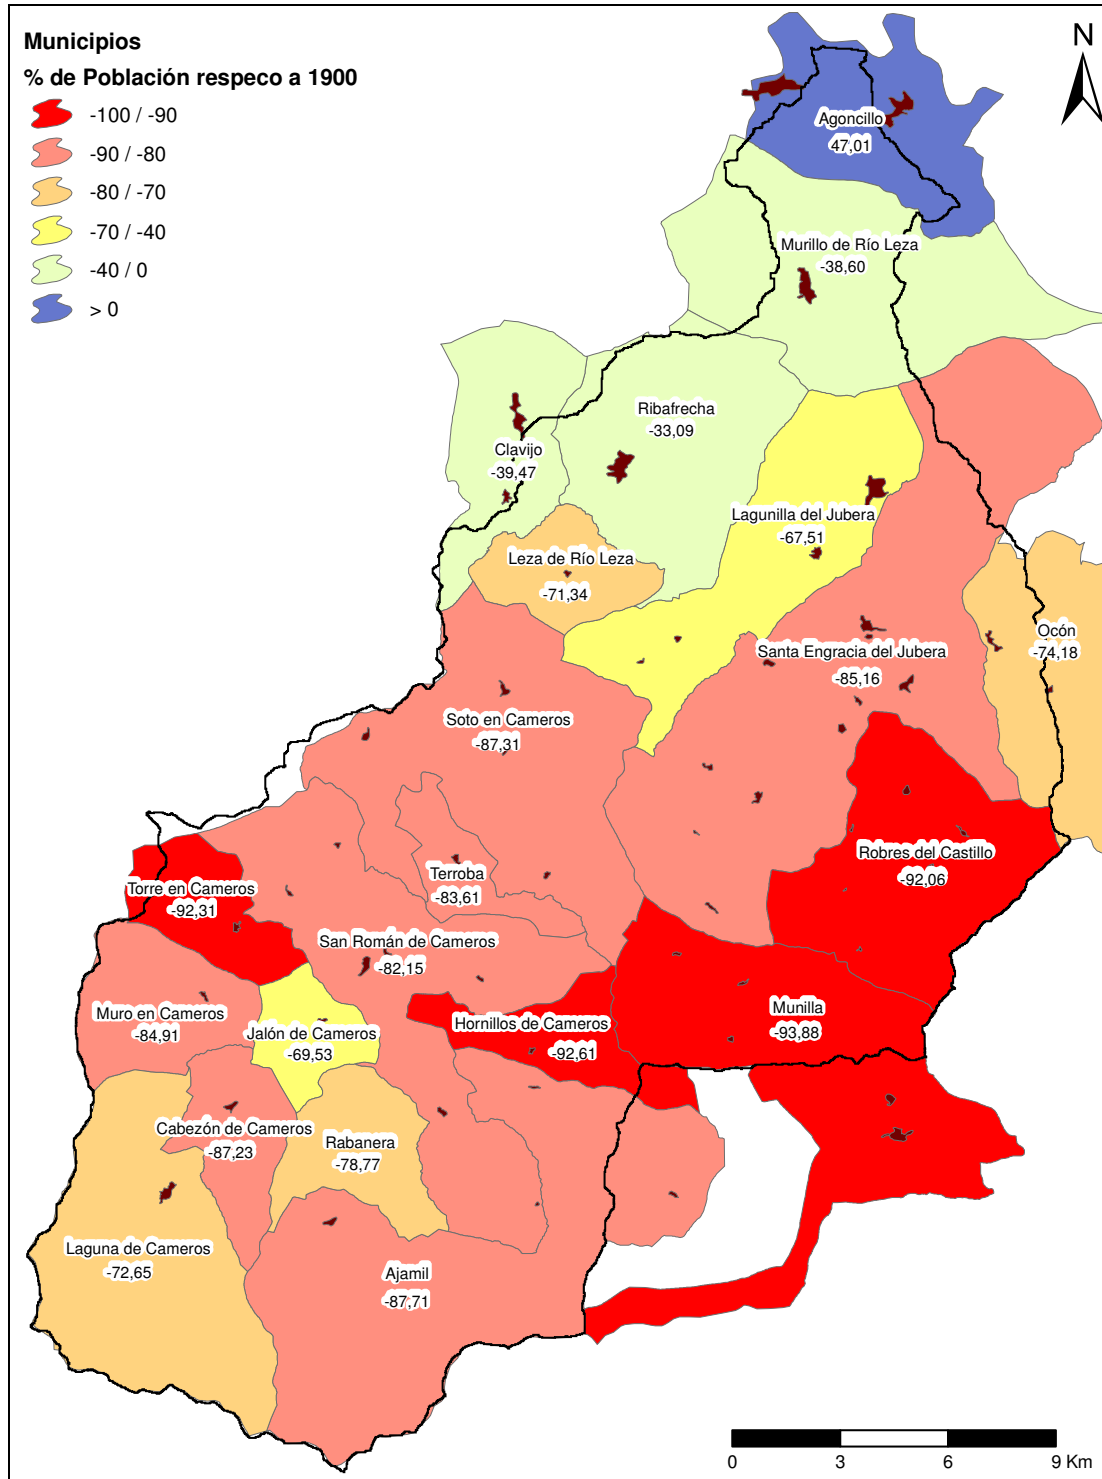 Municipios
% de Población respeco a 1900
-100 / -90
-90 / -80
-80 / -70
-70 / -40
-40 / 0
> 0
N
Agoncillo
47,01
Murillo de Río Leza
-38,60
Ribafrecha
-33,09
Clavijo
-39,47
Lagunilla del Jubera
-67,51
Leza de Río Leza
-71,34
Ocón
-74,18
Santa Engracia del Jubera
-85,16
Soto en Cameros
-87,31
Robres del Castillo
-92,06
Terroba
-83,61
Torre en Cameros
-92,31
San Román de Cameros
-82,15
Muro en Cameros
-84,91
Jalón de Cameros
-69,53
Hornillos de Cameros
-92,61
Munilla
-93,88
Cabezón de Cameros
-87,23
Rabanera
-78,77
Laguna de Cameros
-72,65
Ajamil
-87,71
0 3 6 9 Km